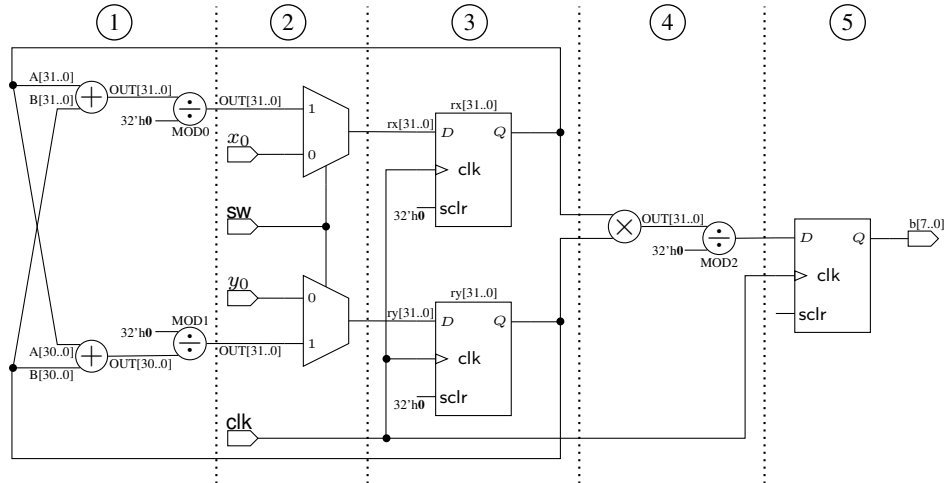 1 2 3 4 5
rx[31..0]
A[31..0]
OUT[31..0]
OUT[31..0]
B[31..0]
1
32'h0
MOD0
rx[31..0]
D
Q
x0
0
clk
sclr
32'h0
sw
OUT[31..0]
32'h0
MOD2
D
Q
b[7..0]
clk
sclr
y0
0
ry[31..0]
MOD1
32'h0
ry[31..0]
D
Q
A[30..0]
OUT[31..0]
1
B[30..0]
OUT[30..0]
clk
sclr
32'h0
clk